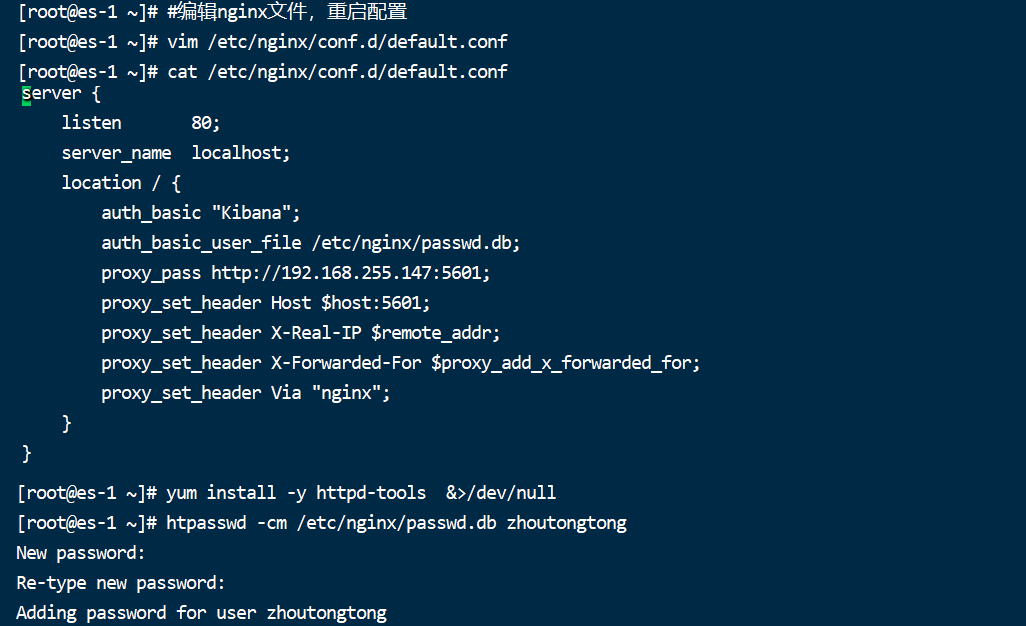 [root@es-1 ~]# #编辑nginx文件，重启配置
[root@es-1 ~]# vim /etc/nginx/conf.d/default.conf
[root@es-1 ~]# cat /etc/nginx/conf.d/default.conf
server {
    listen       80;
    server_name  localhost;
    location / {
        auth_basic "Kibana";
        auth_basic_user_file /etc/nginx/passwd.db;
        proxy_pass http://192.168.255.147:5601;
        proxy_set_header Host $host:5601;
        proxy_set_header X-Real-IP $remote_addr;
        proxy_set_header X-Forwarded-For $proxy_add_x_forwarded_for;
        proxy_set_header Via "nginx";
    }
}
[root@es-1 ~]# yum install -y httpd-tools  &>/dev/null
[root@es-1 ~]# htpasswd -cm /etc/nginx/passwd.db zhoutongtong
New password:
Re-type new password:
Adding password for user zhoutongtong